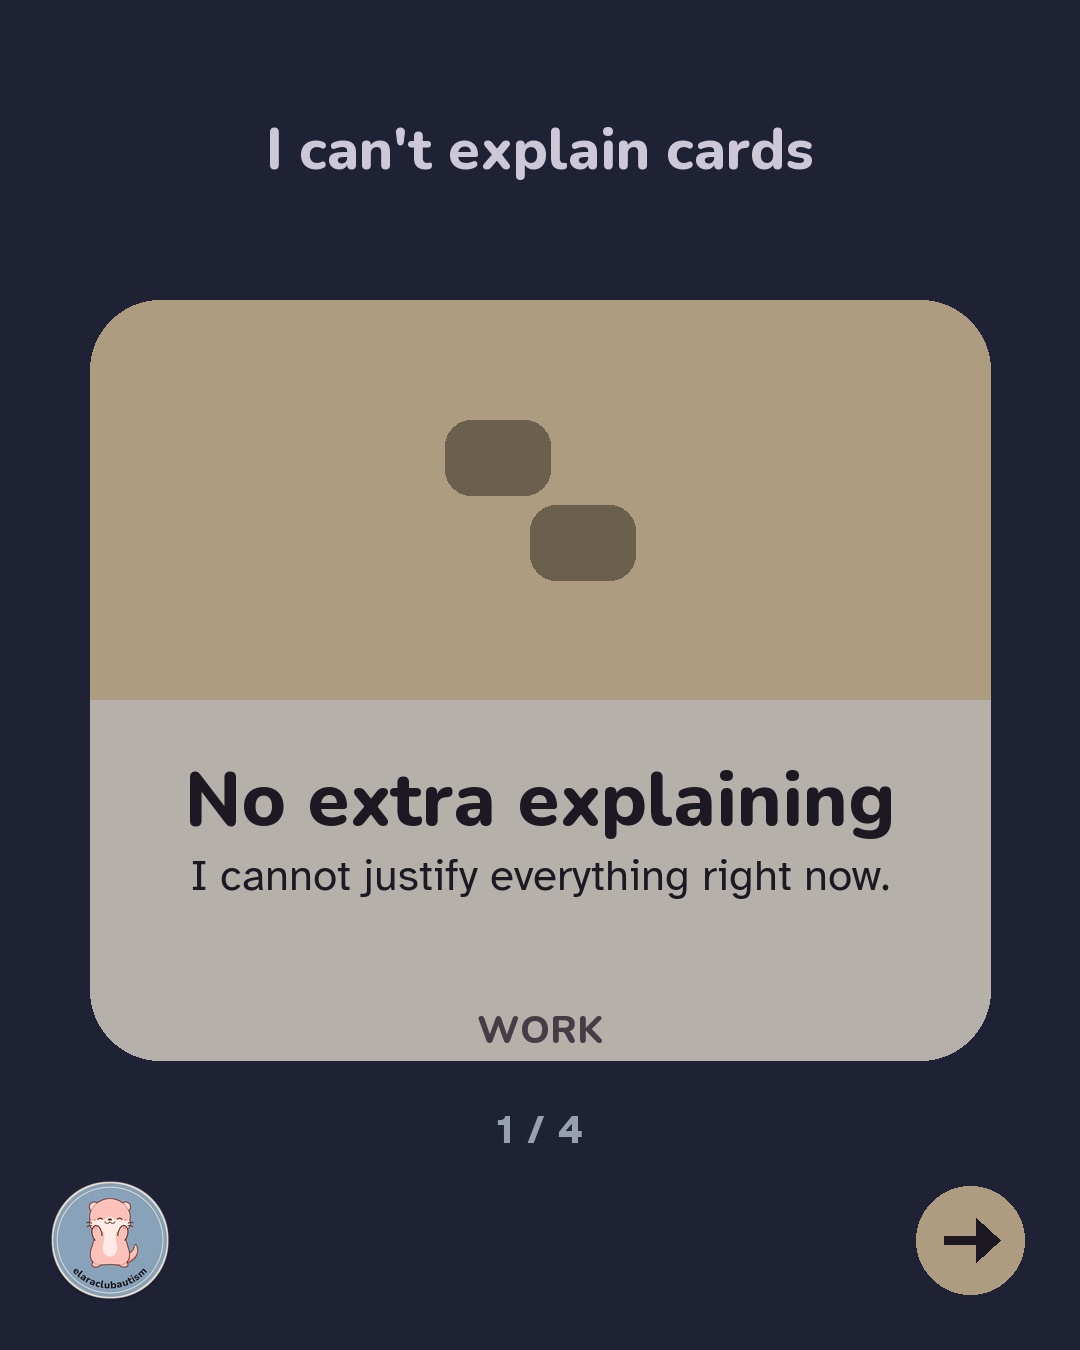 I can't explain cards
No extra explaining
I cannot justify everything right now.
WORK
1 / 4
elaraclubautism